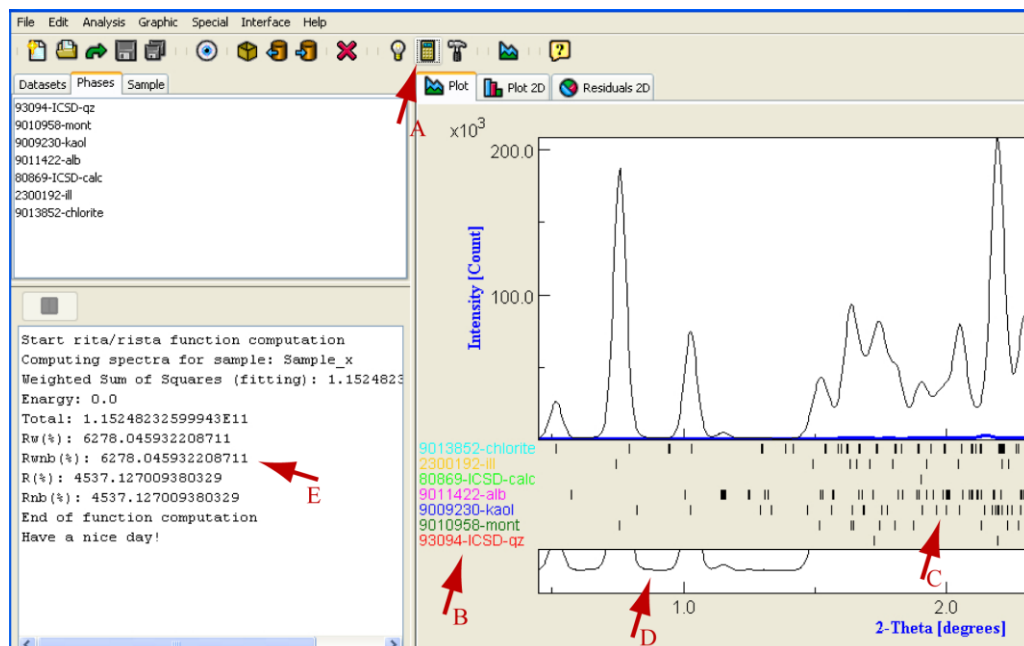 File Edit Analysis Graphic Special Interface Help
Datasets Phases Sample
93094-ICSD-qz
9010958-mont
9009230-kaol
9011422-alb
80869-ICSD-calc
2300192-ill
9013852-chlorite
Start rita/rista function computation
Computing spectra for sample: Sample_x
Weighted Sum of Squares (fitting): 1.1524823
Energy: 0.0
Total: 1.15248232599943E11
Rw(%): 6278.045932208711
Rwnb(%): 6278.045932208711
R(%): 4537.127009380329
Rnb(%): 4537.127009380329
End of function computation
Have a nice day!
E
A
Plot Plot 2D Residuals 2D
x10³
200.0
100.0
Intensity [Count]
9013852-chlorite
2300192-ill
80869-ICSD-calc
9011422-alb
9009230-kaol
9010958-mont
93094-ICSD-qz
B
C
D
1.0 2.0
2-Theta [degrees]